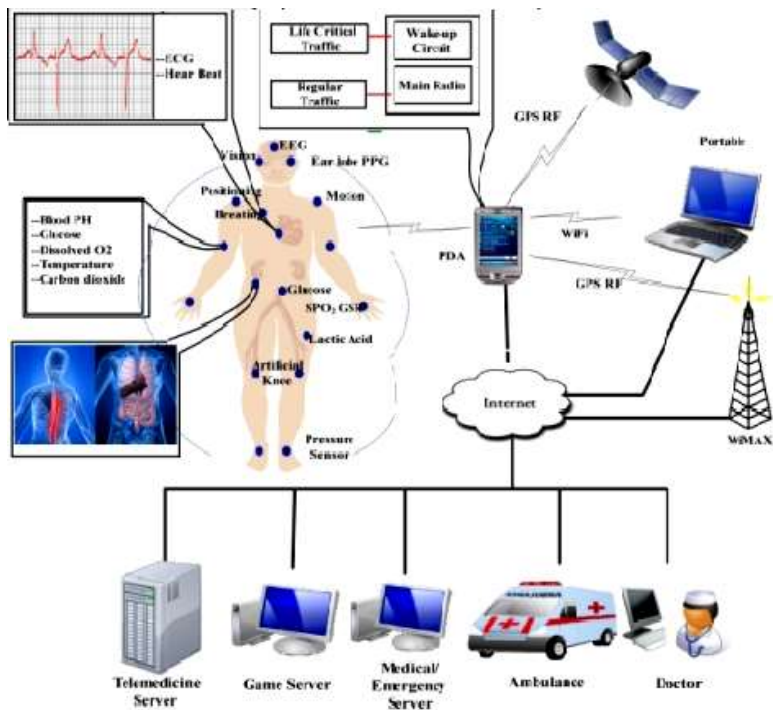 Life Critical
Traffic
Wake-up
Circuit
Regular
Traffic
Main Radio
--ECG
--Hear Beat
GPS RF
Portable
EEG
Vision
Ear lobe PPG
Positioning
Motion
Breating
WiFi
PDA
GPS RF
--Blood PH
--Glucose
--Dissolved O2
--Temperature
--Carbon dioxide
Glucose
SPO₂ GSR
Lactic Acid
Artificial
Knee
Internet
WiMAX
Pressure
Sensor
AMBULANCE
Telemedicine
Server
Game Server
Medical/
Emergency
Server
Ambulance
Doctor